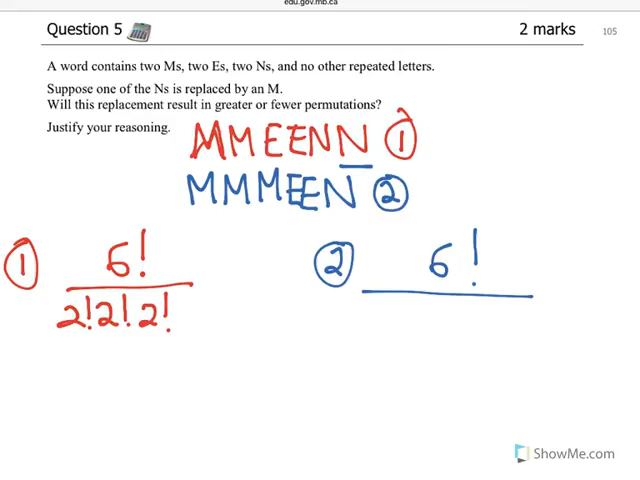 edu.gov.mb.ca
Question 5
2 marks
105
A word contains two Ms, two Es, two Ns, and no other repeated letters.
Suppose one of the Ns is replaced by an M.
Will this replacement result in greater or fewer permutations?
Justify your reasoning.
MMEENN 1
MMMEEN 2
1 6!
2!2!2!
2 6!
ShowMe.com